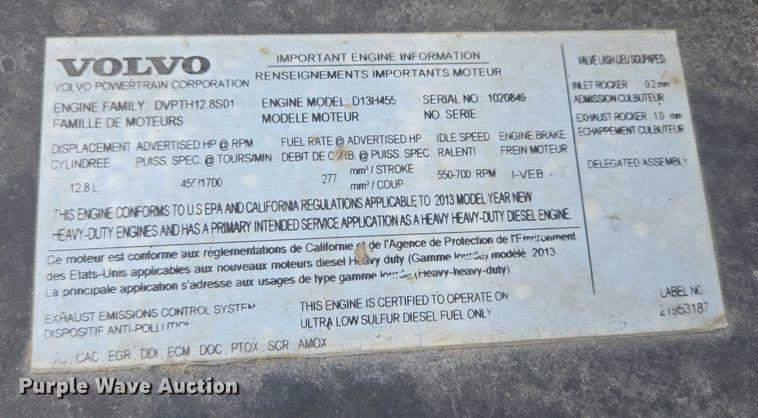 VOLVO
VOLVO POWERTRAIN CORPORATION
IMPORTANT ENGINE INFORMATION
RENSEIGNEMENTS IMPORTANTS MOTEUR
ENGINE FAMILY: DVPTH12.8S01 ENGINE MODEL: D13H455 SERIAL NO: 1020849
FAMILLE DE MOTEURS MODELE MOTEUR NO. SERIE:
DISPLACEMENT ADVERTISED HP @ RPM FUEL RATE @ ADVERTISED HP IDLE SPEED ENGINE BRAKE
CYLINDREE PUISS. SPEC. @ TOURS/MIN DEBIT DE CARB. @ PUISS. SPEC RALENTI FREIN MOTEUR
12.8 L 455/1700 277 mm³ / STROKE 550-700 RPM I-VEB
mm³ / COUP
THIS ENGINE CONFORMS TO U.S EPA AND CALIFORNIA REGULATIONS APPLICABLE TO 2013 MODEL YEAR NEW
HEAVY-DUTY ENGINES AND HAS A PRIMARY INTENDED SERVICE APPLICATION AS A HEAVY HEAVY-DUTY DIESEL ENGINE.
Ce moteur est conforme aux réglementations de Californie et de l'Agence de Protection de l'Environment
des Etats-Unis applicables aux nouveaux moteurs diesel Heavy duty (Gamme lourde) modèle 2013
La principale application s'adresse aux usages de type gamme lourde (Heavy-heavy-duty)
EXHAUST EMISSIONS CONTROL SYSTEM
DISPOSITIF ANTI-POLLUTION
THIS ENGINE IS CERTIFIED TO OPERATE ON
ULTRA LOW SULFUR DIESEL FUEL ONLY
CAC EGR DDI ECM DOC PTOX SCR AMOX
VALVE LASH (JEU SOUPAPES)
INLET ROCKER 0.2 mm
ADMISSION CULBUTEUR
EXHAUST ROCKER 1.0 mm
ECHAPPEMENT CULBUTEUR
DELEGATED ASSEMBLY
LABEL NO
21953187
Purple Wave Auction